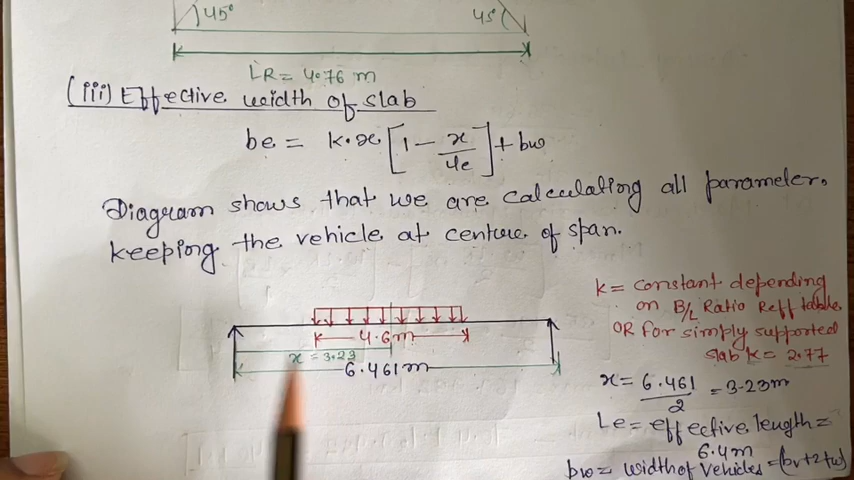 45° 45°
LR = 4.76 m
(iii) Effective width of slab
be = k.x [1 - x/le] + bw
Diagram shows that we are calculating all parameter.
keeping the vehicle at centure of span.
4.6m
x = 3.23
6.461m
k = constant depending
on B/L Ratio Reff table
OR for simply supported
slab k = 2.77
x = 6.461/2 = 3.23m
Le = effective length =
6.4m
bw = width of vehicles = (bv+2tw)